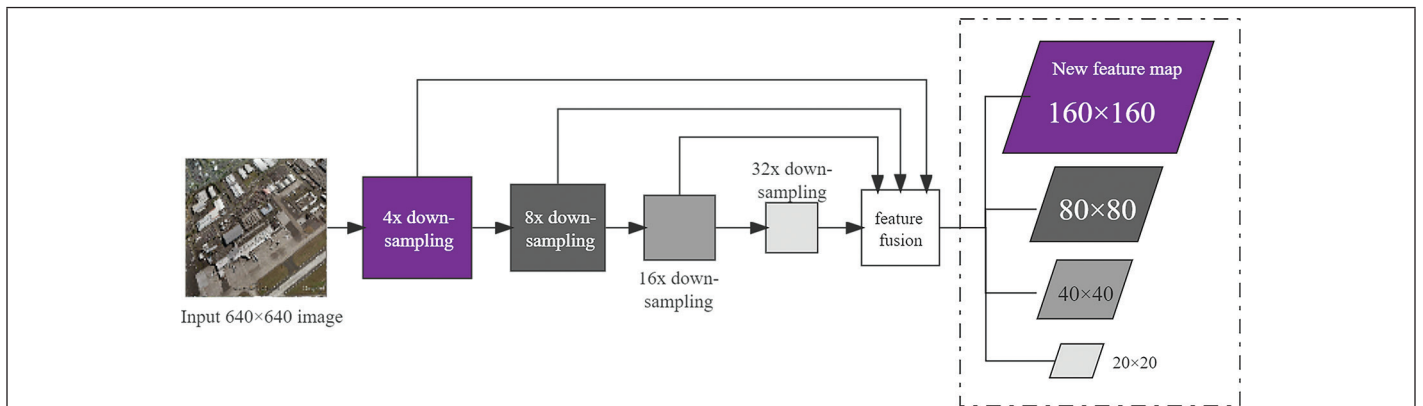 Input 640×640 image
4x down-
sampling
8x down-
sampling
16x down-
sampling
32x down-
sampling
feature
fusion
New feature map
160×160
80×80
40×40
20×20